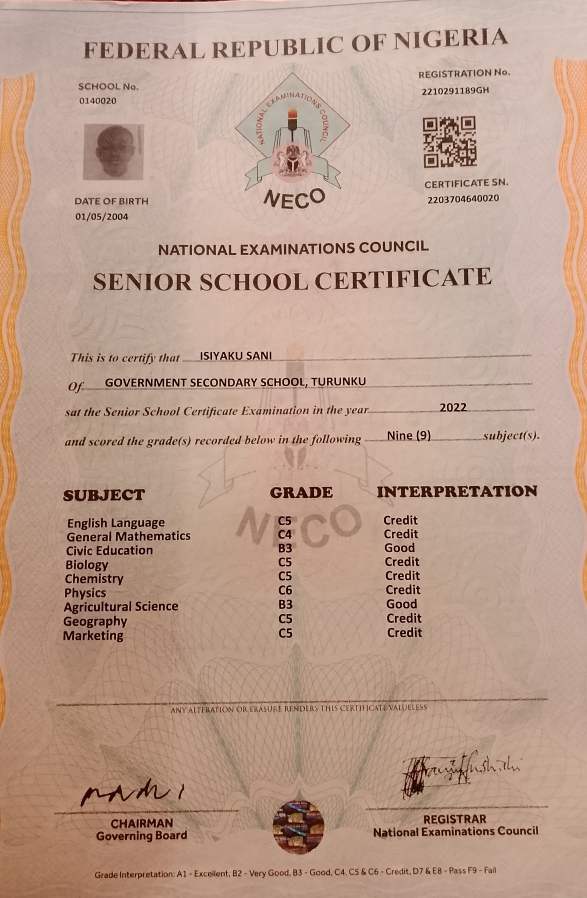 FEDERAL REPUBLIC OF NIGERIA
SCHOOL No.
0140020
REGISTRATION No.
2210291189GH
NATIONAL EXAMINATIONS COUNCIL
NECO
DATE OF BIRTH
01/05/2004
CERTIFICATE SN.
2203704640020
NATIONAL EXAMINATIONS COUNCIL
SENIOR SCHOOL CERTIFICATE
This is to certify that ISIYAKU SANI
Of GOVERNMENT SECONDARY SCHOOL, TURUNKU
sat the Senior School Certificate Examination in the year 2022
and scored the grade(s) recorded below in the following Nine (9) subject(s).
SUBJECT GRADE INTERPRETATION
English Language C5 Credit
General Mathematics C4 Credit
Civic Education B3 Good
Biology C5 Credit
Chemistry C5 Credit
Physics C6 Credit
Agricultural Science B3 Good
Geography C5 Credit
Marketing C5 Credit
NECO
ANY ALTERATION OR ERASURE RENDERS THIS CERTIFICATE VALUELESS
CHAIRMAN
Governing Board
REGISTRAR
National Examinations Council
Grade Interpretation: A1 - Excellent, B2 - Very Good, B3 - Good, C4, C5 & C6 - Credit, D7 & E8 - Pass F9 - Fail